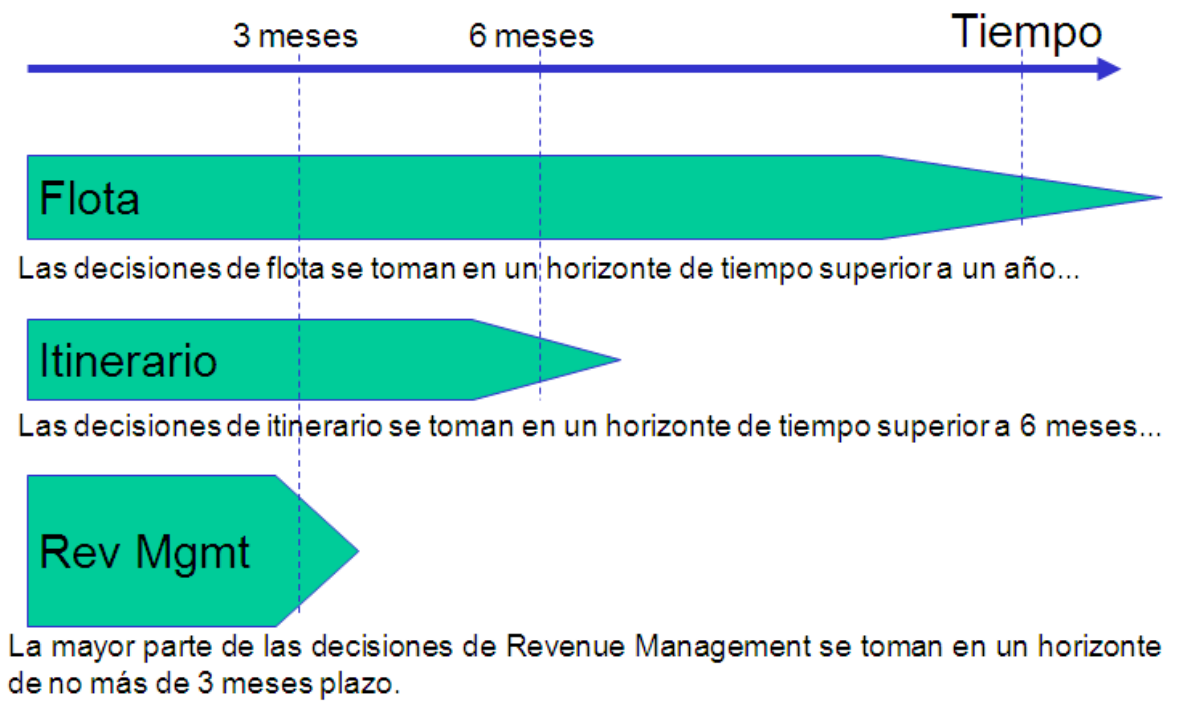 3 meses 6 meses Tiempo
Flota
Las decisiones de flota se toman en un horizonte de tiempo superior a un año...
Itinerario
Las decisiones de itinerario se toman en un horizonte de tiempo superior a 6 meses...
Rev Mgmt
La mayor parte de las decisiones de Revenue Management se toman en un horizonte
de no más de 3 meses plazo.